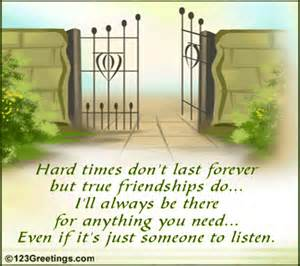 Hard times don't last forever
but true friendships do...
I'll always be there
for anything you need...
Even if it's just someone to listen.
©123Greetings.com